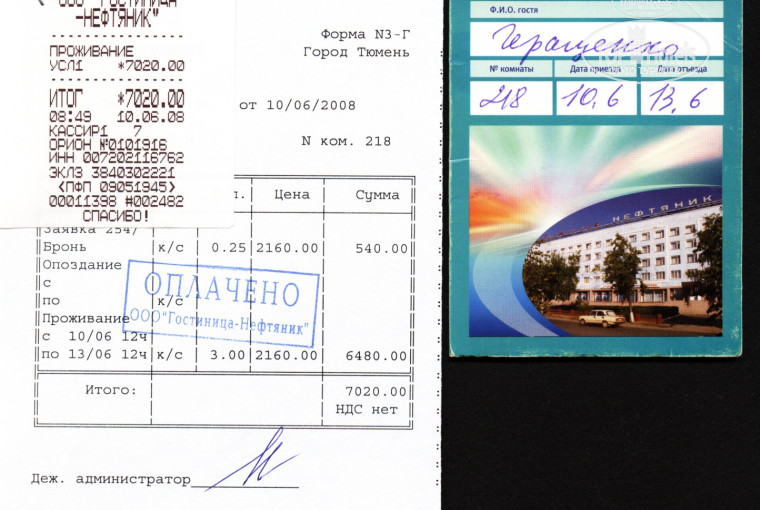 ООО "ГОСТИНИЦА
-НЕФТЯНИК"
ПРОЖИВАНИЕ
УСЛ1 *7020.00
ИТОГ *7020.00
08:49 10.06.08
КАССИР1 7
ОРИОН №0101916
ИНН 007202116762
ЭКЛЗ 3840302221
<ПФП 09051945>
00011398 #002482
СПАСИБО!
Форма N3-Г
Город Тюмень
от 10/06/2008
N ком. 218
Цена Сумма
Заявка 254/
Бронь к/с 0.25 2160.00 540.00
Опоздание
с
по к/с
Проживание
с 10/06 12ч
по 13/06 12ч к/с 3.00 2160.00 6480.00
Итого: 7020.00
НДС нет
ОПЛАЧЕНО
ООО"Гостиница-Нефтяник"
Деж. администратор
Ф.И.О. гостя
Геращенко
№ комнаты Дата приезда Дата отъезда
218 10.6 13.6
НЕФТЯНИК